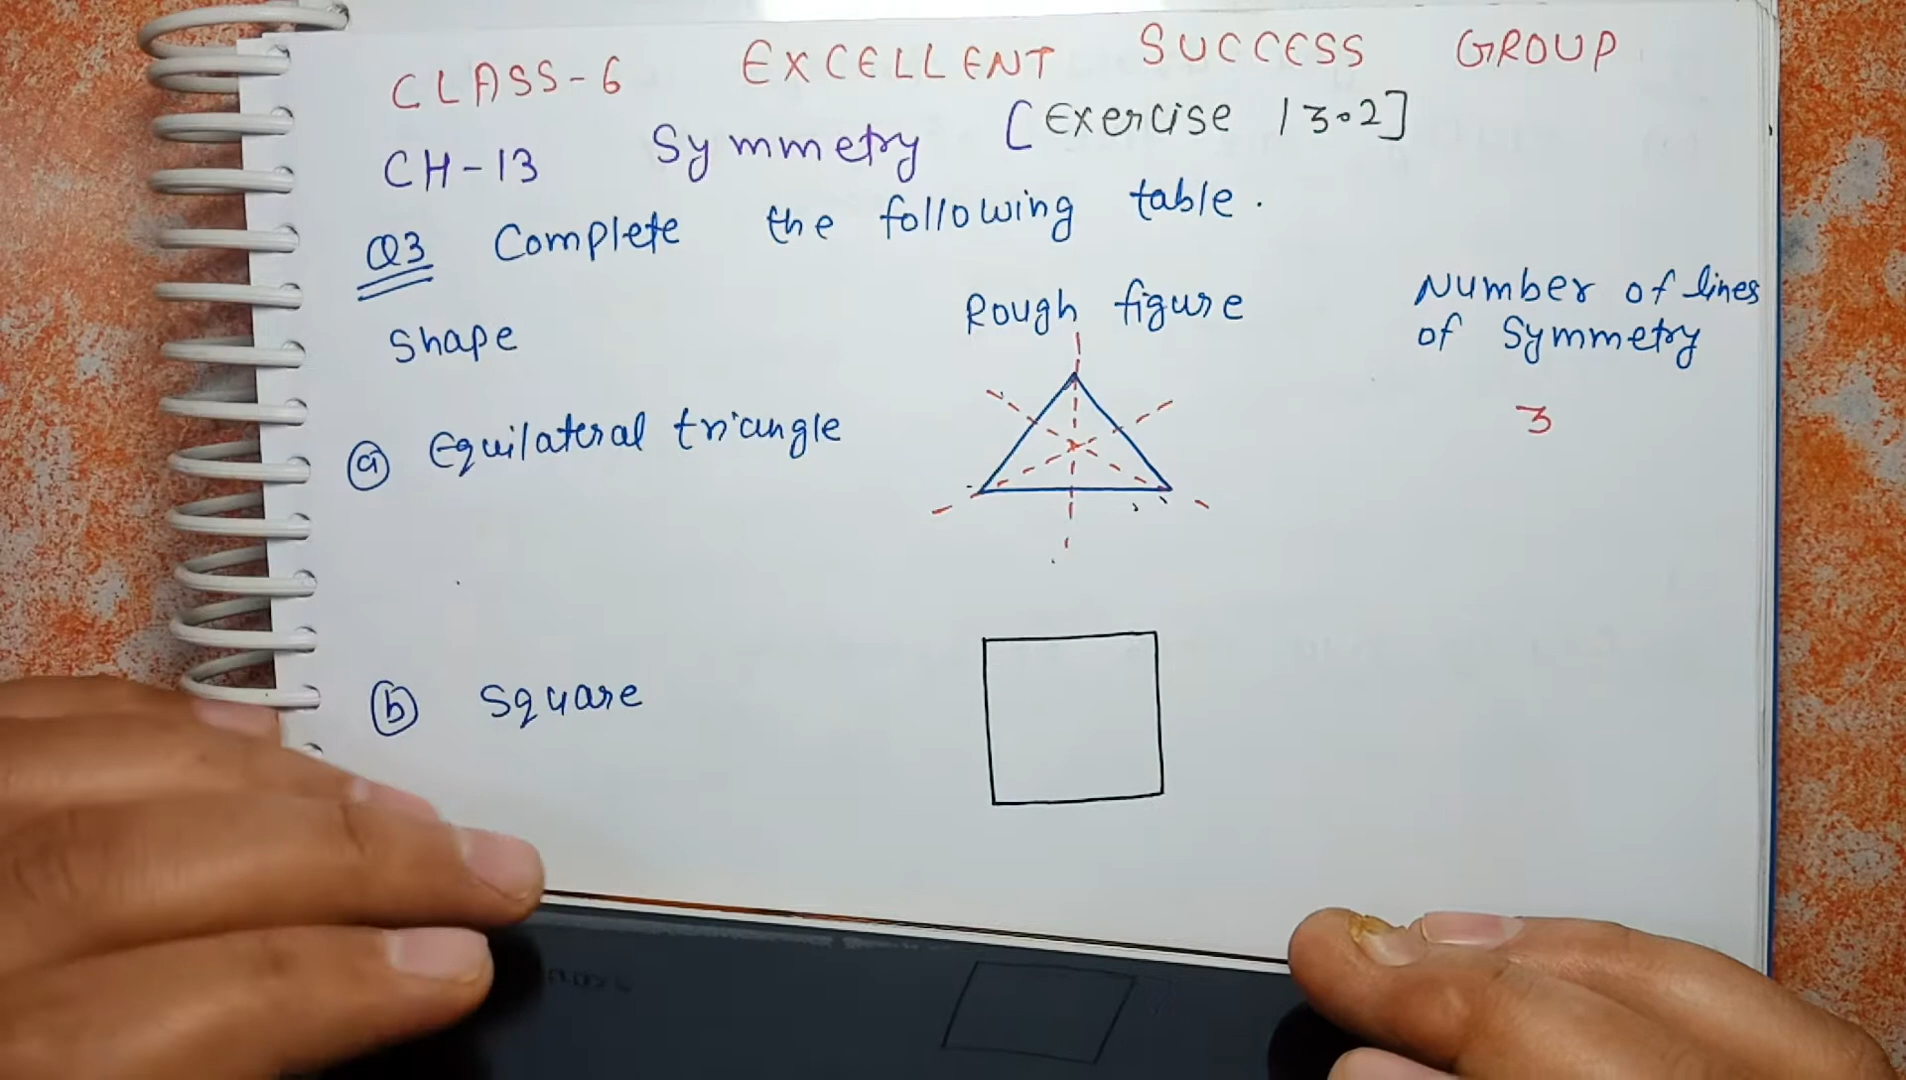 CLASS-6 EXCELLENT SUCCESS GROUP
CH-13 Symmetry [Exercise 13.2]
Q3 Complete the following table.
Shape Rough figure Number of lines of Symmetry
(a) Equilateral triangle 3
(b) Square